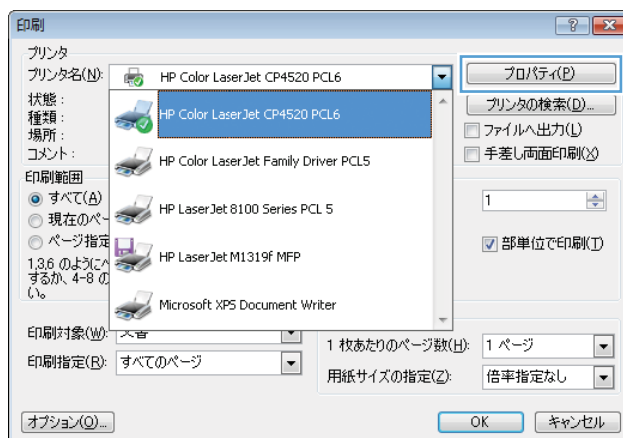 印刷
プリンタ
プリンタ名(N):
HP Color LaserJet CP4520 PCL6
プロパティ(P)
状態 :
種類 :
場所 :
コメント :
HP Color LaserJet CP4520 PCL6
HP Color LaserJet Family Driver PCL5
HP LaserJet 8100 Series PCL 5
HP LaserJet M1319f MFP
Microsoft XPS Document Writer
プリンタの検索(D)...
ファイルへ出力(L)
手差し両面印刷(X)
印刷範囲
すべて(A)
現在のペー
ページ指定
1,3,6 のように
するか、4-8 の
い。
1
部単位で印刷(T)
印刷対象(W):
文書
印刷指定(R):
すべてのページ
1 枚あたりのページ数(H):
1 ページ
用紙サイズの指定(Z):
倍率指定なし
オプション(O)...
OK
キャンセル